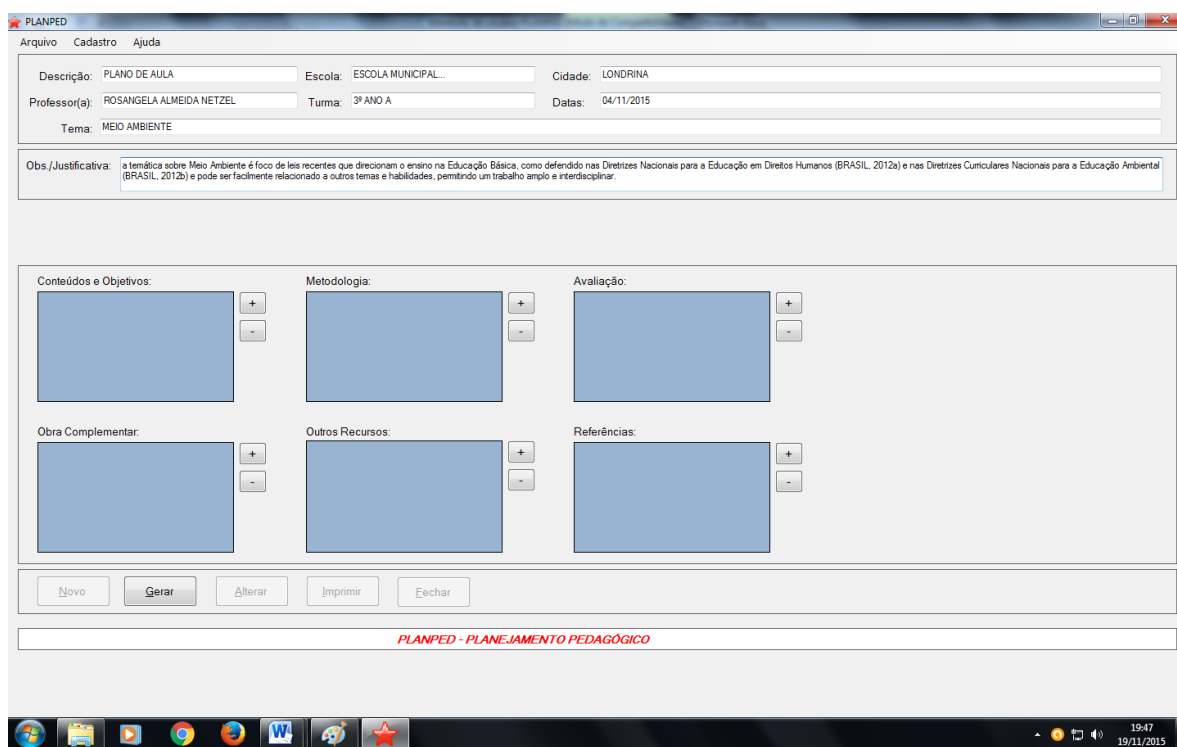 PLANPED
Arquivo Cadastro Ajuda
Descrição: PLANO DE AULA Escola: ESCOLA MUNICIPAL... Cidade: LONDRINA
Professor(a): ROSANGELA ALMEIDA NETZEL Turma: 3º ANO A Datas: 04/11/2015
Tema: MEIO AMBIENTE
Obs./Justificativa: a temática sobre Meio Ambiente é foco de leis recentes que direcionam o ensino na Educação Básica, como defendido nas Diretrizes Nacionais para a Educação em Direitos Humanos (BRASIL, 2012a) e nas Diretrizes Curriculares Nacionais para a Educação Ambiental
(BRASIL, 2012b) e pode ser facilmente relacionado a outros temas e habilidades, permitindo um trabalho amplo e interdisciplinar.
Conteúdos e Objetivos: Metodologia: Avaliação:
+ + +
- - -
Obra Complementar: Outros Recursos: Referências:
+ + +
- - -
Novo Gerar Alterar Imprimir Fechar
PLANPED - PLANEJAMENTO PEDAGÓGICO
19:47
19/11/2015